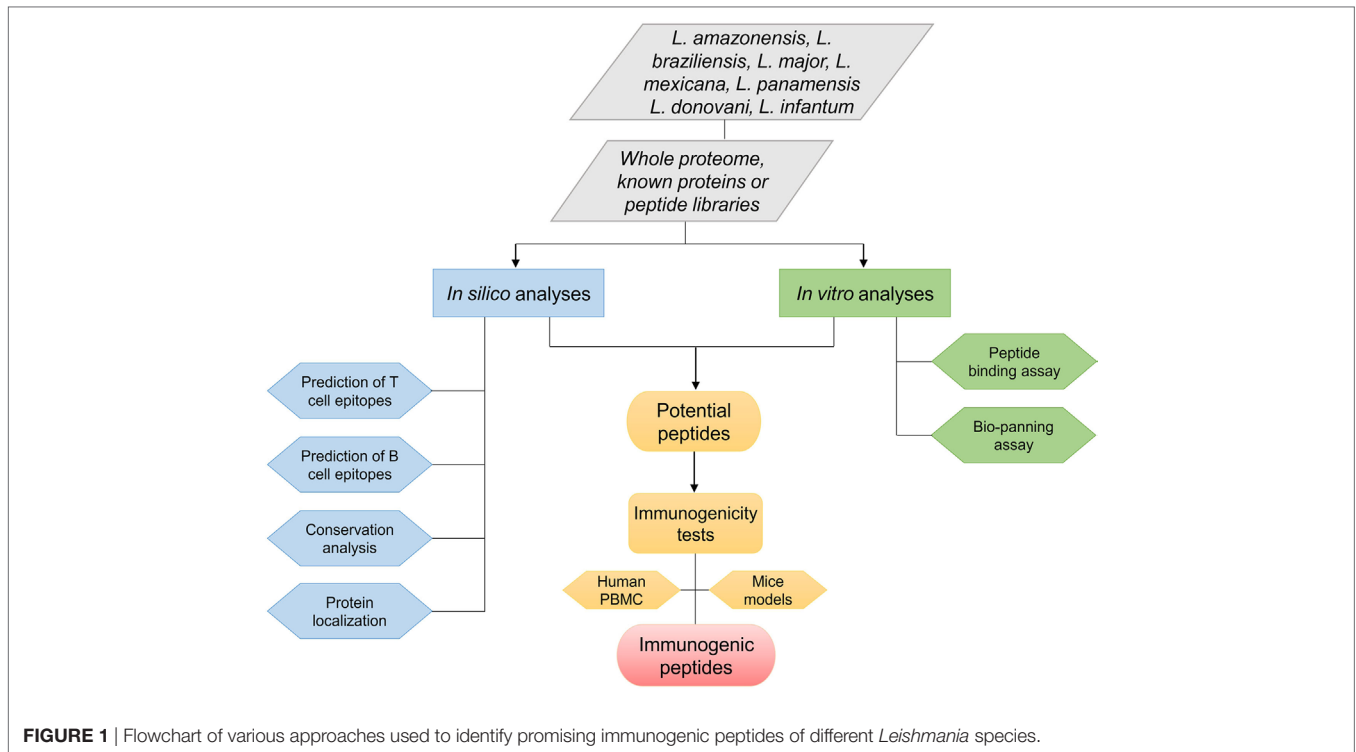 L. amazonensis, L.
braziliensis, L. major, L.
mexicana, L. panamensis
L. donovani, L. infantum
Whole proteome,
known proteins or
peptide libraries
In silico analyses
In vitro analyses
Prediction of T
cell epitopes
Prediction of B
cell epitopes
Conservation
analysis
Protein
localization
Peptide
binding assay
Bio-panning
assay
Potential
peptides
Immunogenicity
tests
Human
PBMC
Mice
models
Immunogenic
peptides
FIGURE 1 | Flowchart of various approaches used to identify promising immunogenic peptides of different Leishmania species.